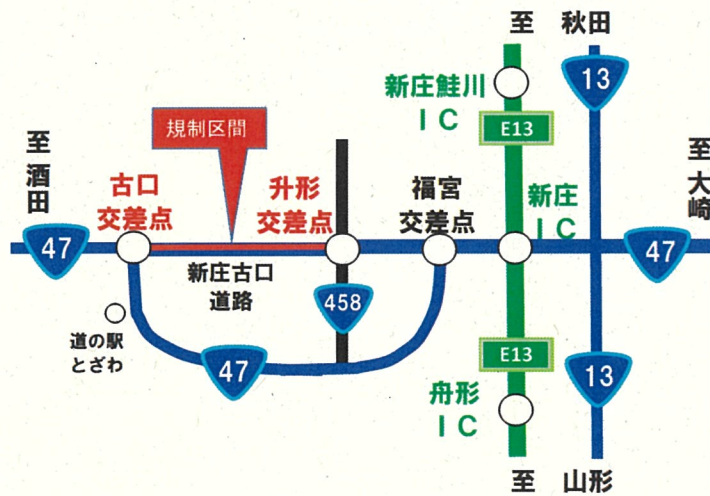 至 秋田
13
新庄鮭川
IC
E13
規制区間
至
酒田
古口
交差点
升形
交差点
福宮
交差点
新庄
IC
至
大崎
47
47
新庄古口
道路
458
道の駅
とざわ
47
E13
13
舟形
IC
至 山形